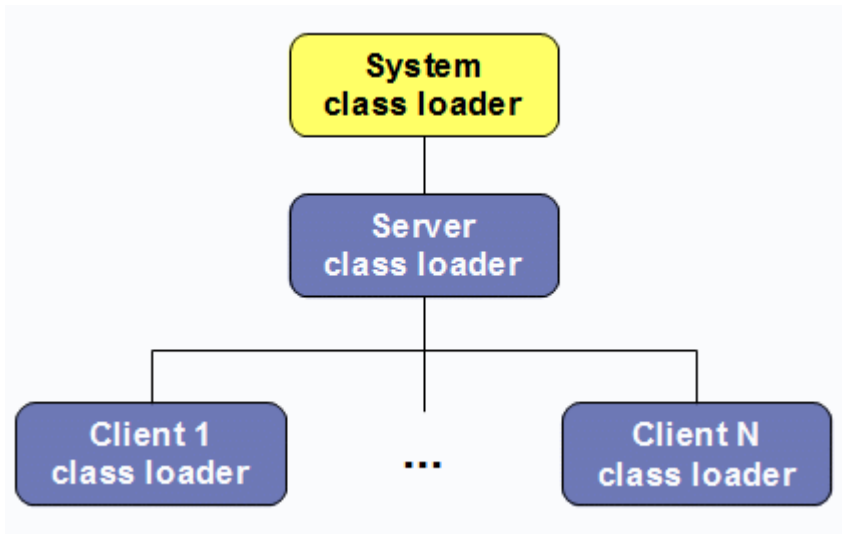 System
class loader
Server
class loader
Client 1
class loader
...
Client N
class loader